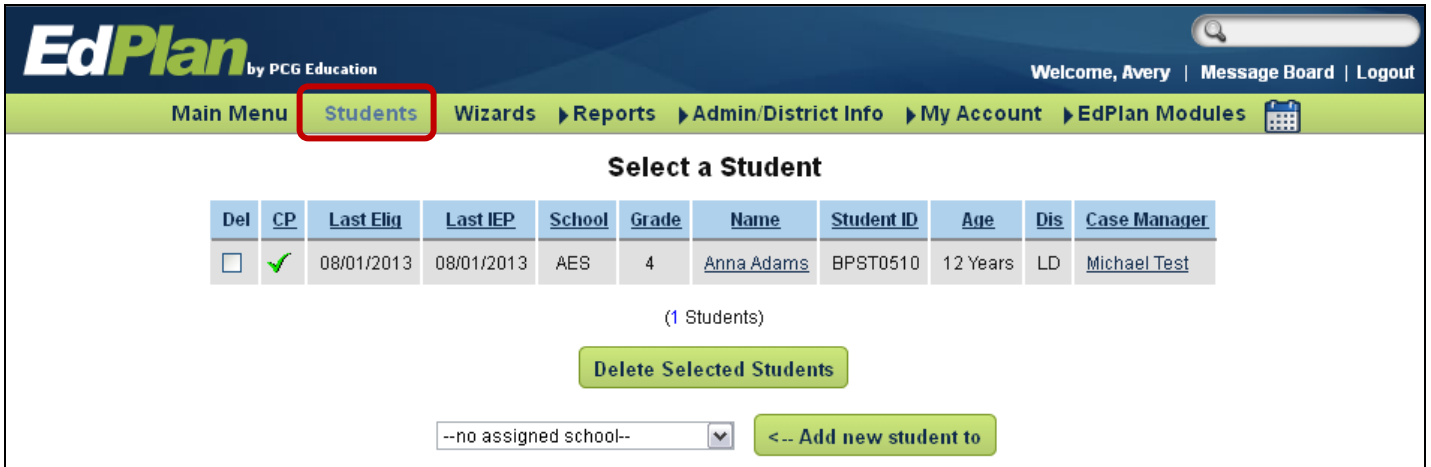 EdPlan by PCG Education
Welcome, Avery | Message Board | Logout
Main Menu Students Wizards Reports Admin/District Info My Account EdPlan Modules
Select a Student
Del CP Last Elig Last IEP School Grade Name Student ID Age Dis Case Manager
08/01/2013 08/01/2013 AES 4 Anna Adams BPST0510 12 Years LD Michael Test
(1 Students)
Delete Selected Students
--no assigned school-- <-- Add new student to